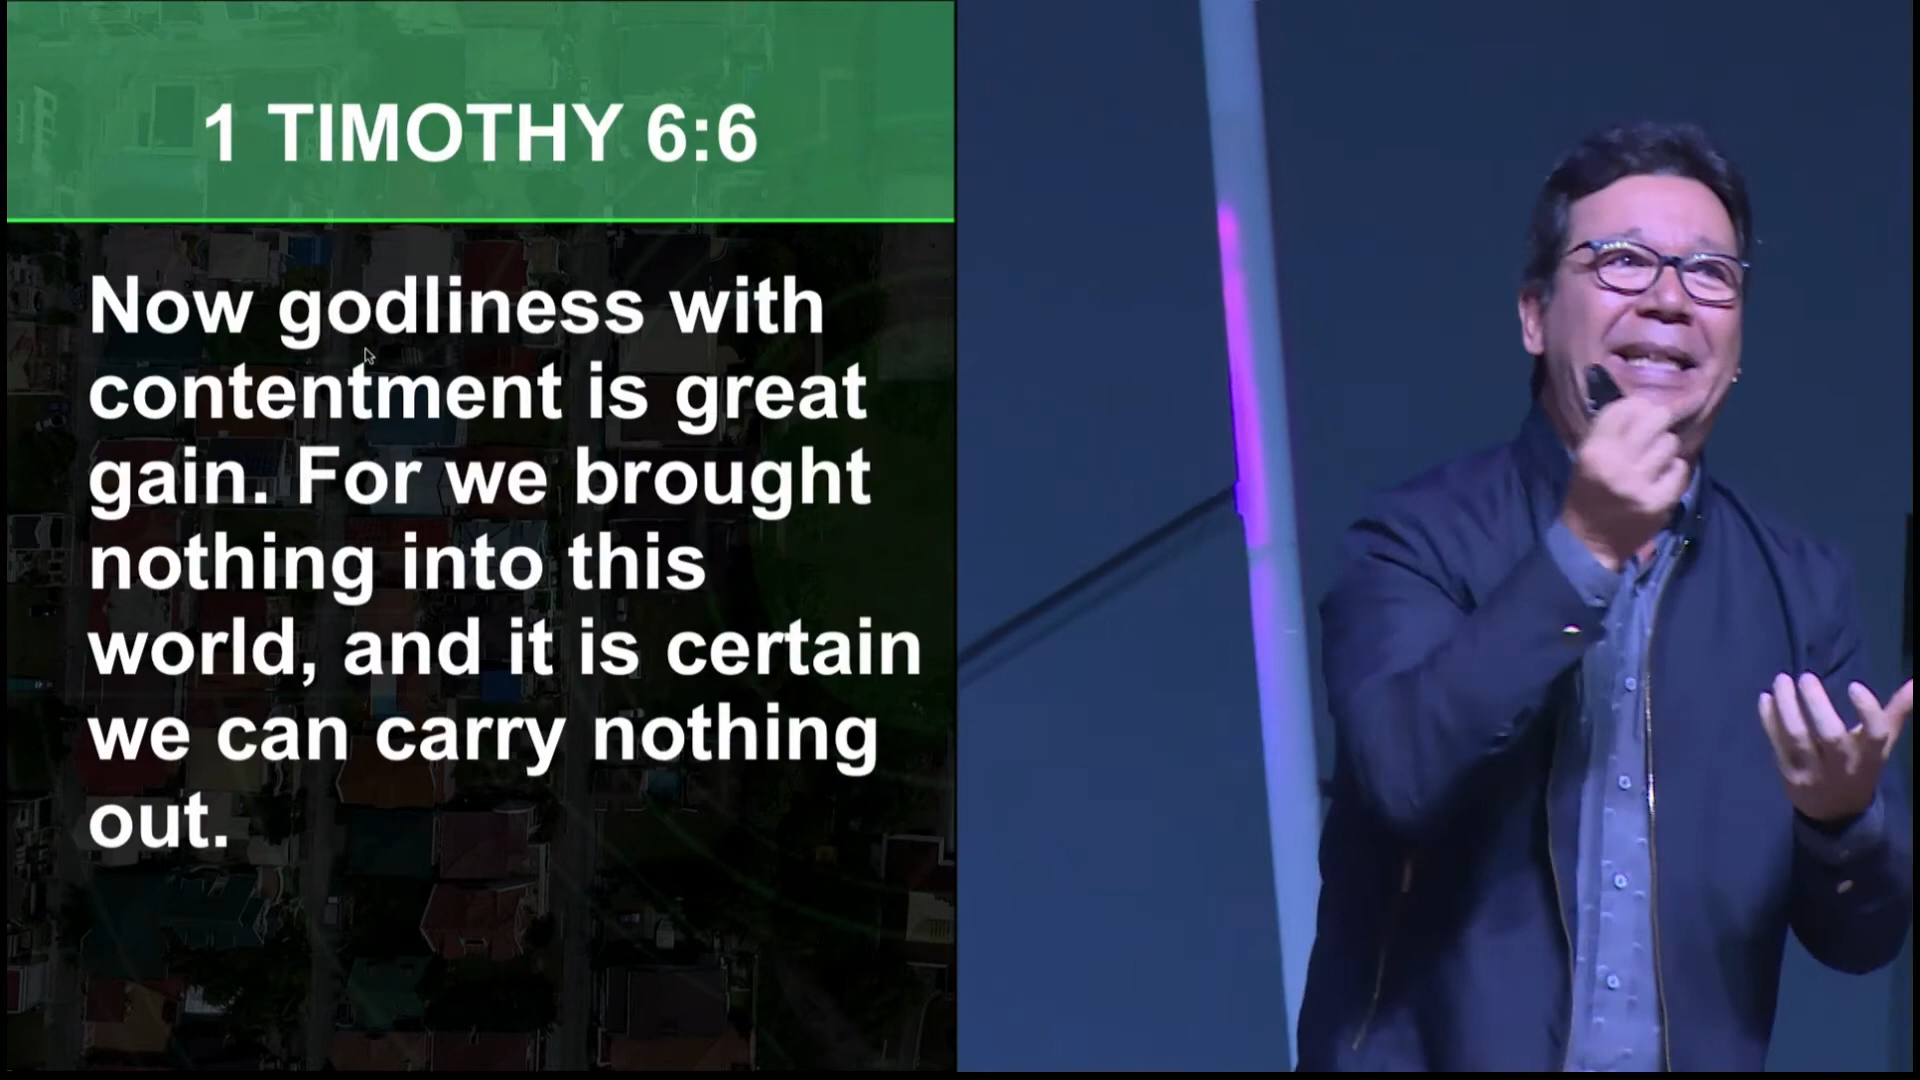 1 TIMOTHY 6:6
Now godliness with
contentment is great
gain. For we brought
nothing into this
world, and it is certain
we can carry nothing
out.